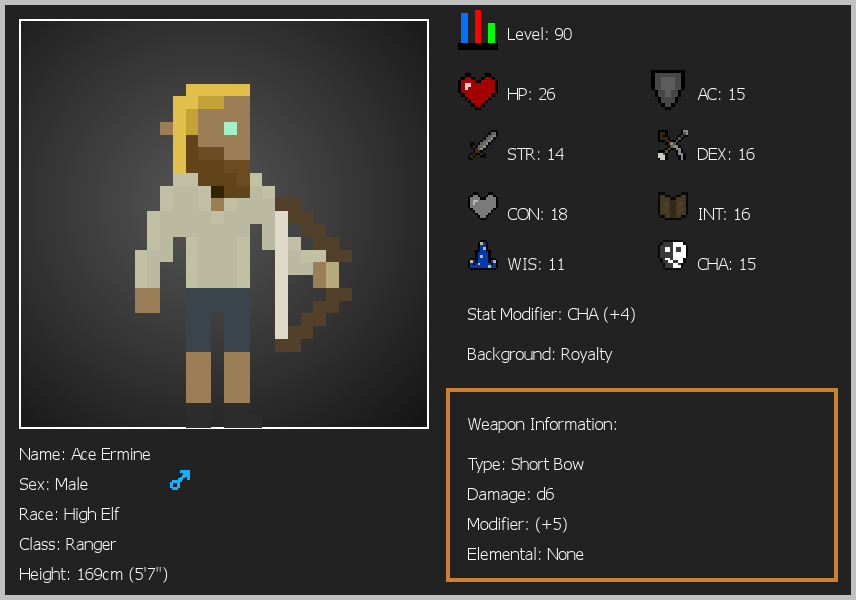 Level: 90
HP: 26
AC: 15
STR: 14
DEX: 16
CON: 18
INT: 16
WIS: 11
CHA: 15
Stat Modifier: CHA (+4)
Background: Royalty
Weapon Information:
Type: Short Bow
Damage: d6
Modifier: (+5)
Elemental: None
Name: Ace Ermine
Sex: Male
Race: High Elf
Class: Ranger
Height: 169cm (5'7")